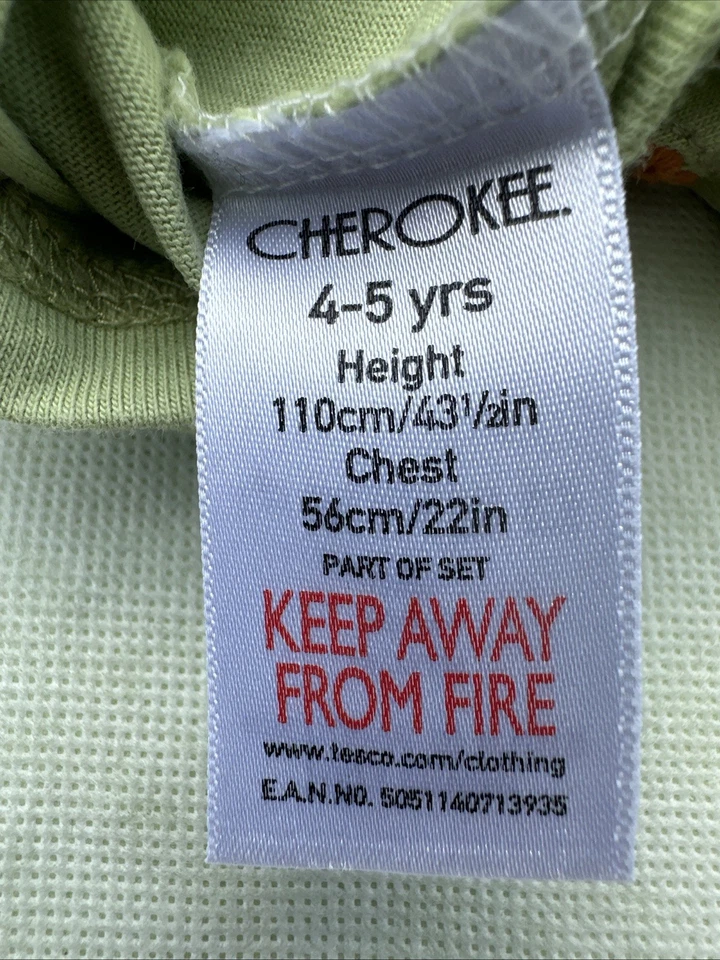 CHEROKEE.
4-5 yrs
Height
110cm/43½in
Chest
56cm/22in
PART OF SET
KEEP AWAY
FROM FIRE
www.tesco.com/clothing
E.A.N.NO. 5051140713935